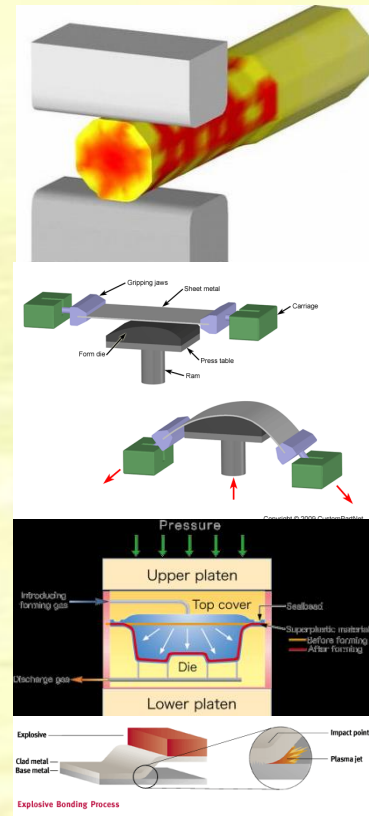 Gripping jaws
Sheet metal
Carriage
Form die
Press table
Ram
Copyright © 2009 CustomPartNet
Pressure
Upper platen
Introducing
forming gas
Top cover
Sealbead
Superplastic material
Before forming
After forming
Die
Discharge gas
Lower platen
Explosive
Clad metal
Base metal
Impact point
Plasma jet
Explosive Bonding Process